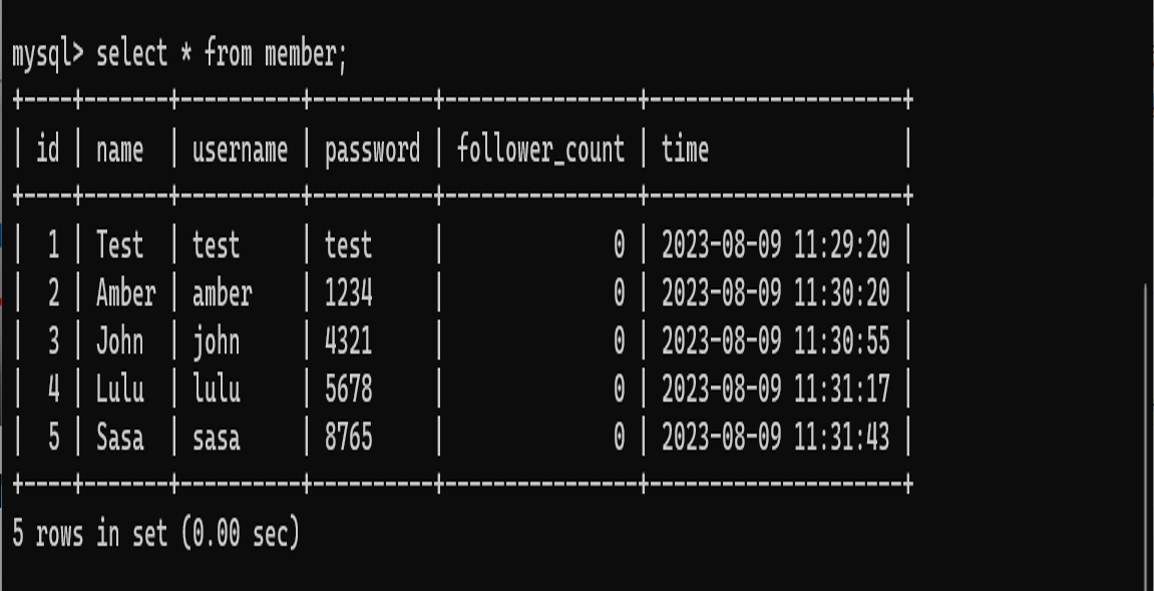 mysql> select * from member;
+----+-------+----------+----------+----------------+---------------------+
| id | name  | username | password | follower_count | time                |
+----+-------+----------+----------+----------------+---------------------+
|  1 | Test  | test     | test     |              0 | 2023-08-09 11:29:20 |
|  2 | Amber | amber    | 1234     |              0 | 2023-08-09 11:30:20 |
|  3 | John  | john     | 4321     |              0 | 2023-08-09 11:30:55 |
|  4 | Lulu  | lulu     | 5678     |              0 | 2023-08-09 11:31:17 |
|  5 | Sasa  | sasa     | 8765     |              0 | 2023-08-09 11:31:43 |
+----+-------+----------+----------+----------------+---------------------+
5 rows in set (0.00 sec)